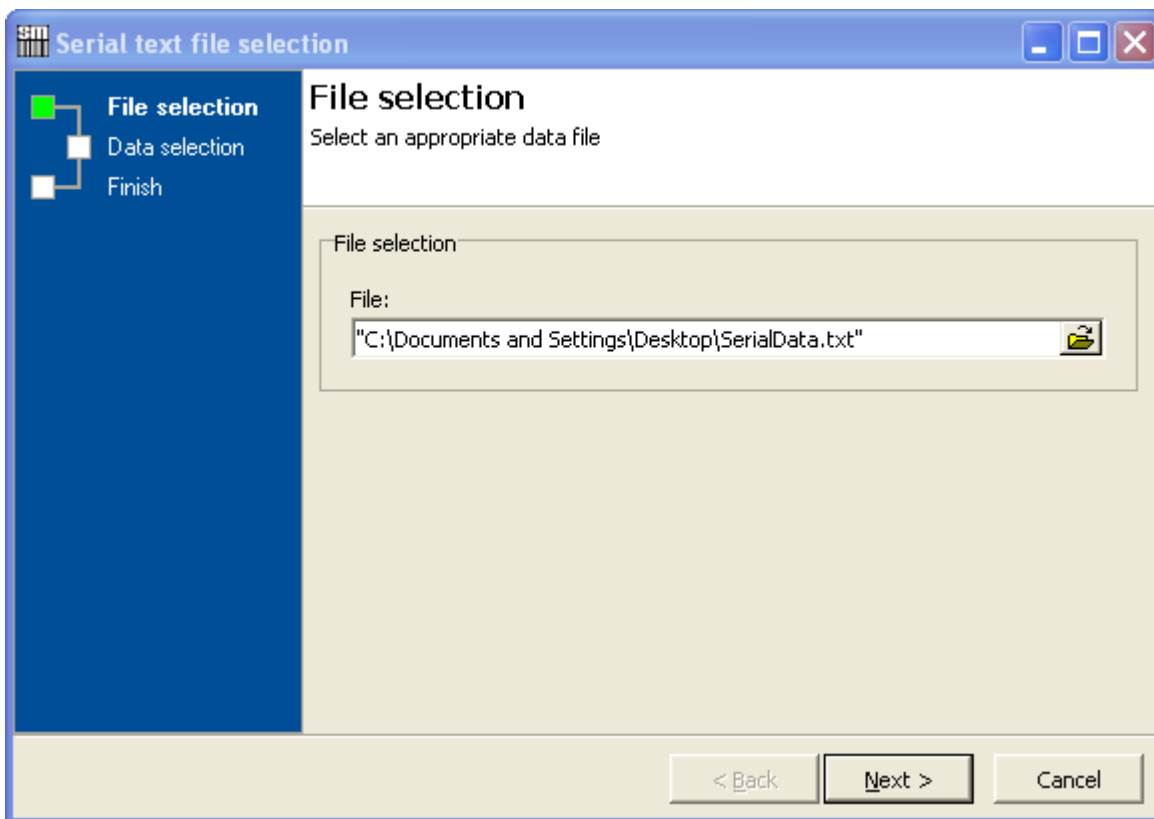 sm
Serial text file selection
File selection
Data selection
Finish
File selection
Select an appropriate data file
File selection
File:
"C:\Documents and Settings\Desktop\SerialData.txt"
< Back
Next >
Cancel